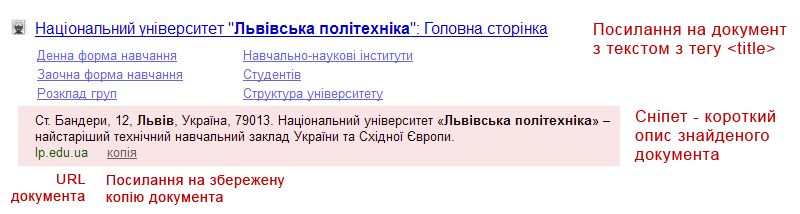 Національний університет "Львівська політехніка": Головна сторінка
Посилання на документ
з текстом з тегу <title>
Денна форма навчання Навчально-наукові інститути
Заочна форма навчання Студентів
Розклад груп Структура університету
Ст. Бандери, 12, Львів, Україна, 79013. Національний університет «Львівська політехніка» –
найстаріший технічний навчальний заклад України та Східної Європи.
lp.edu.ua копія
Сніпет - короткий
опис знайденого
документа
URL
документа
Посилання на збережену
копію документа